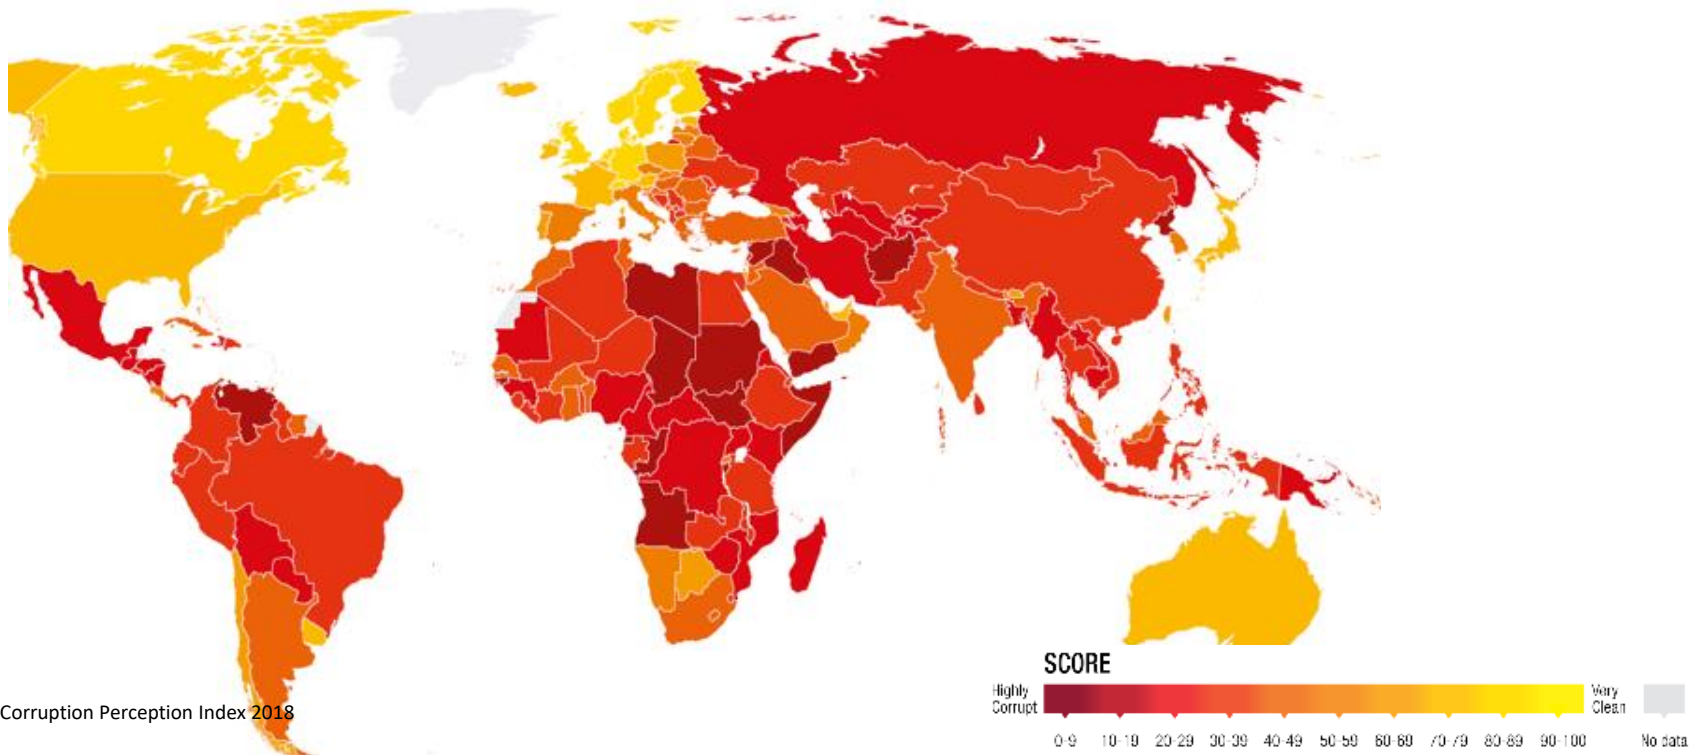 SCORE
Highly
Corrupt
Very
Clean
0-9 10-19 20-29 30-39 40-49 50-59 60-69 70-79 80-89 90-100 No data
Corruption Perception Index 2018